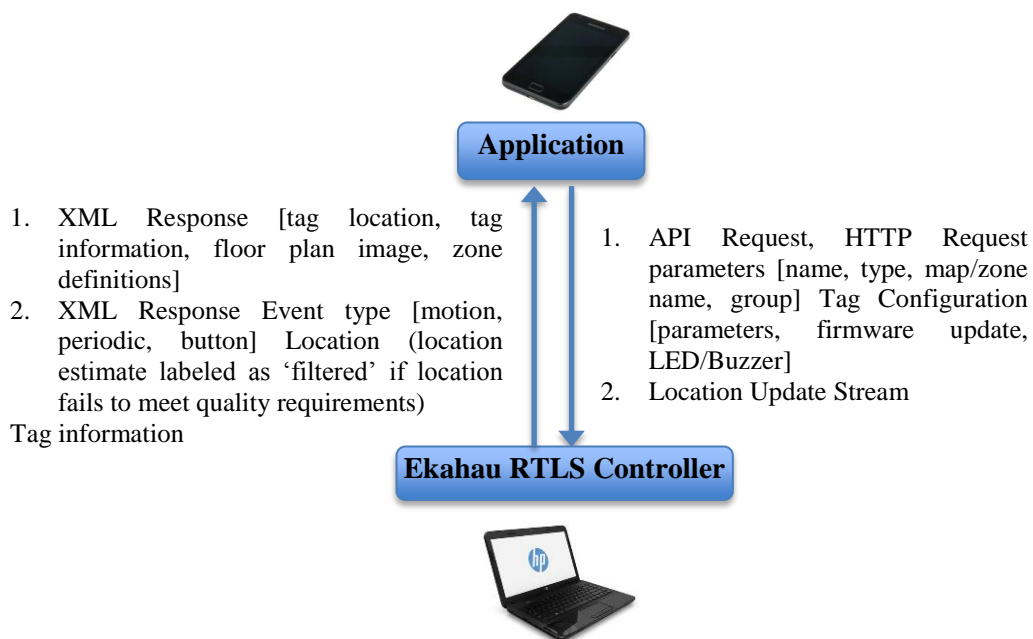 Application
1. XML Response [tag location, tag
information, floor plan image, zone
definitions]
2. XML Response Event type [motion,
periodic, button] Location (location
estimate labeled as ‘filtered’ if location
fails to meet quality requirements)
Tag information
1. API Request, HTTP Request
parameters [name, type, map/zone
name, group] Tag Configuration
[parameters, firmware update,
LED/Buzzer]
2. Location Update Stream
Ekahau RTLS Controller
hp